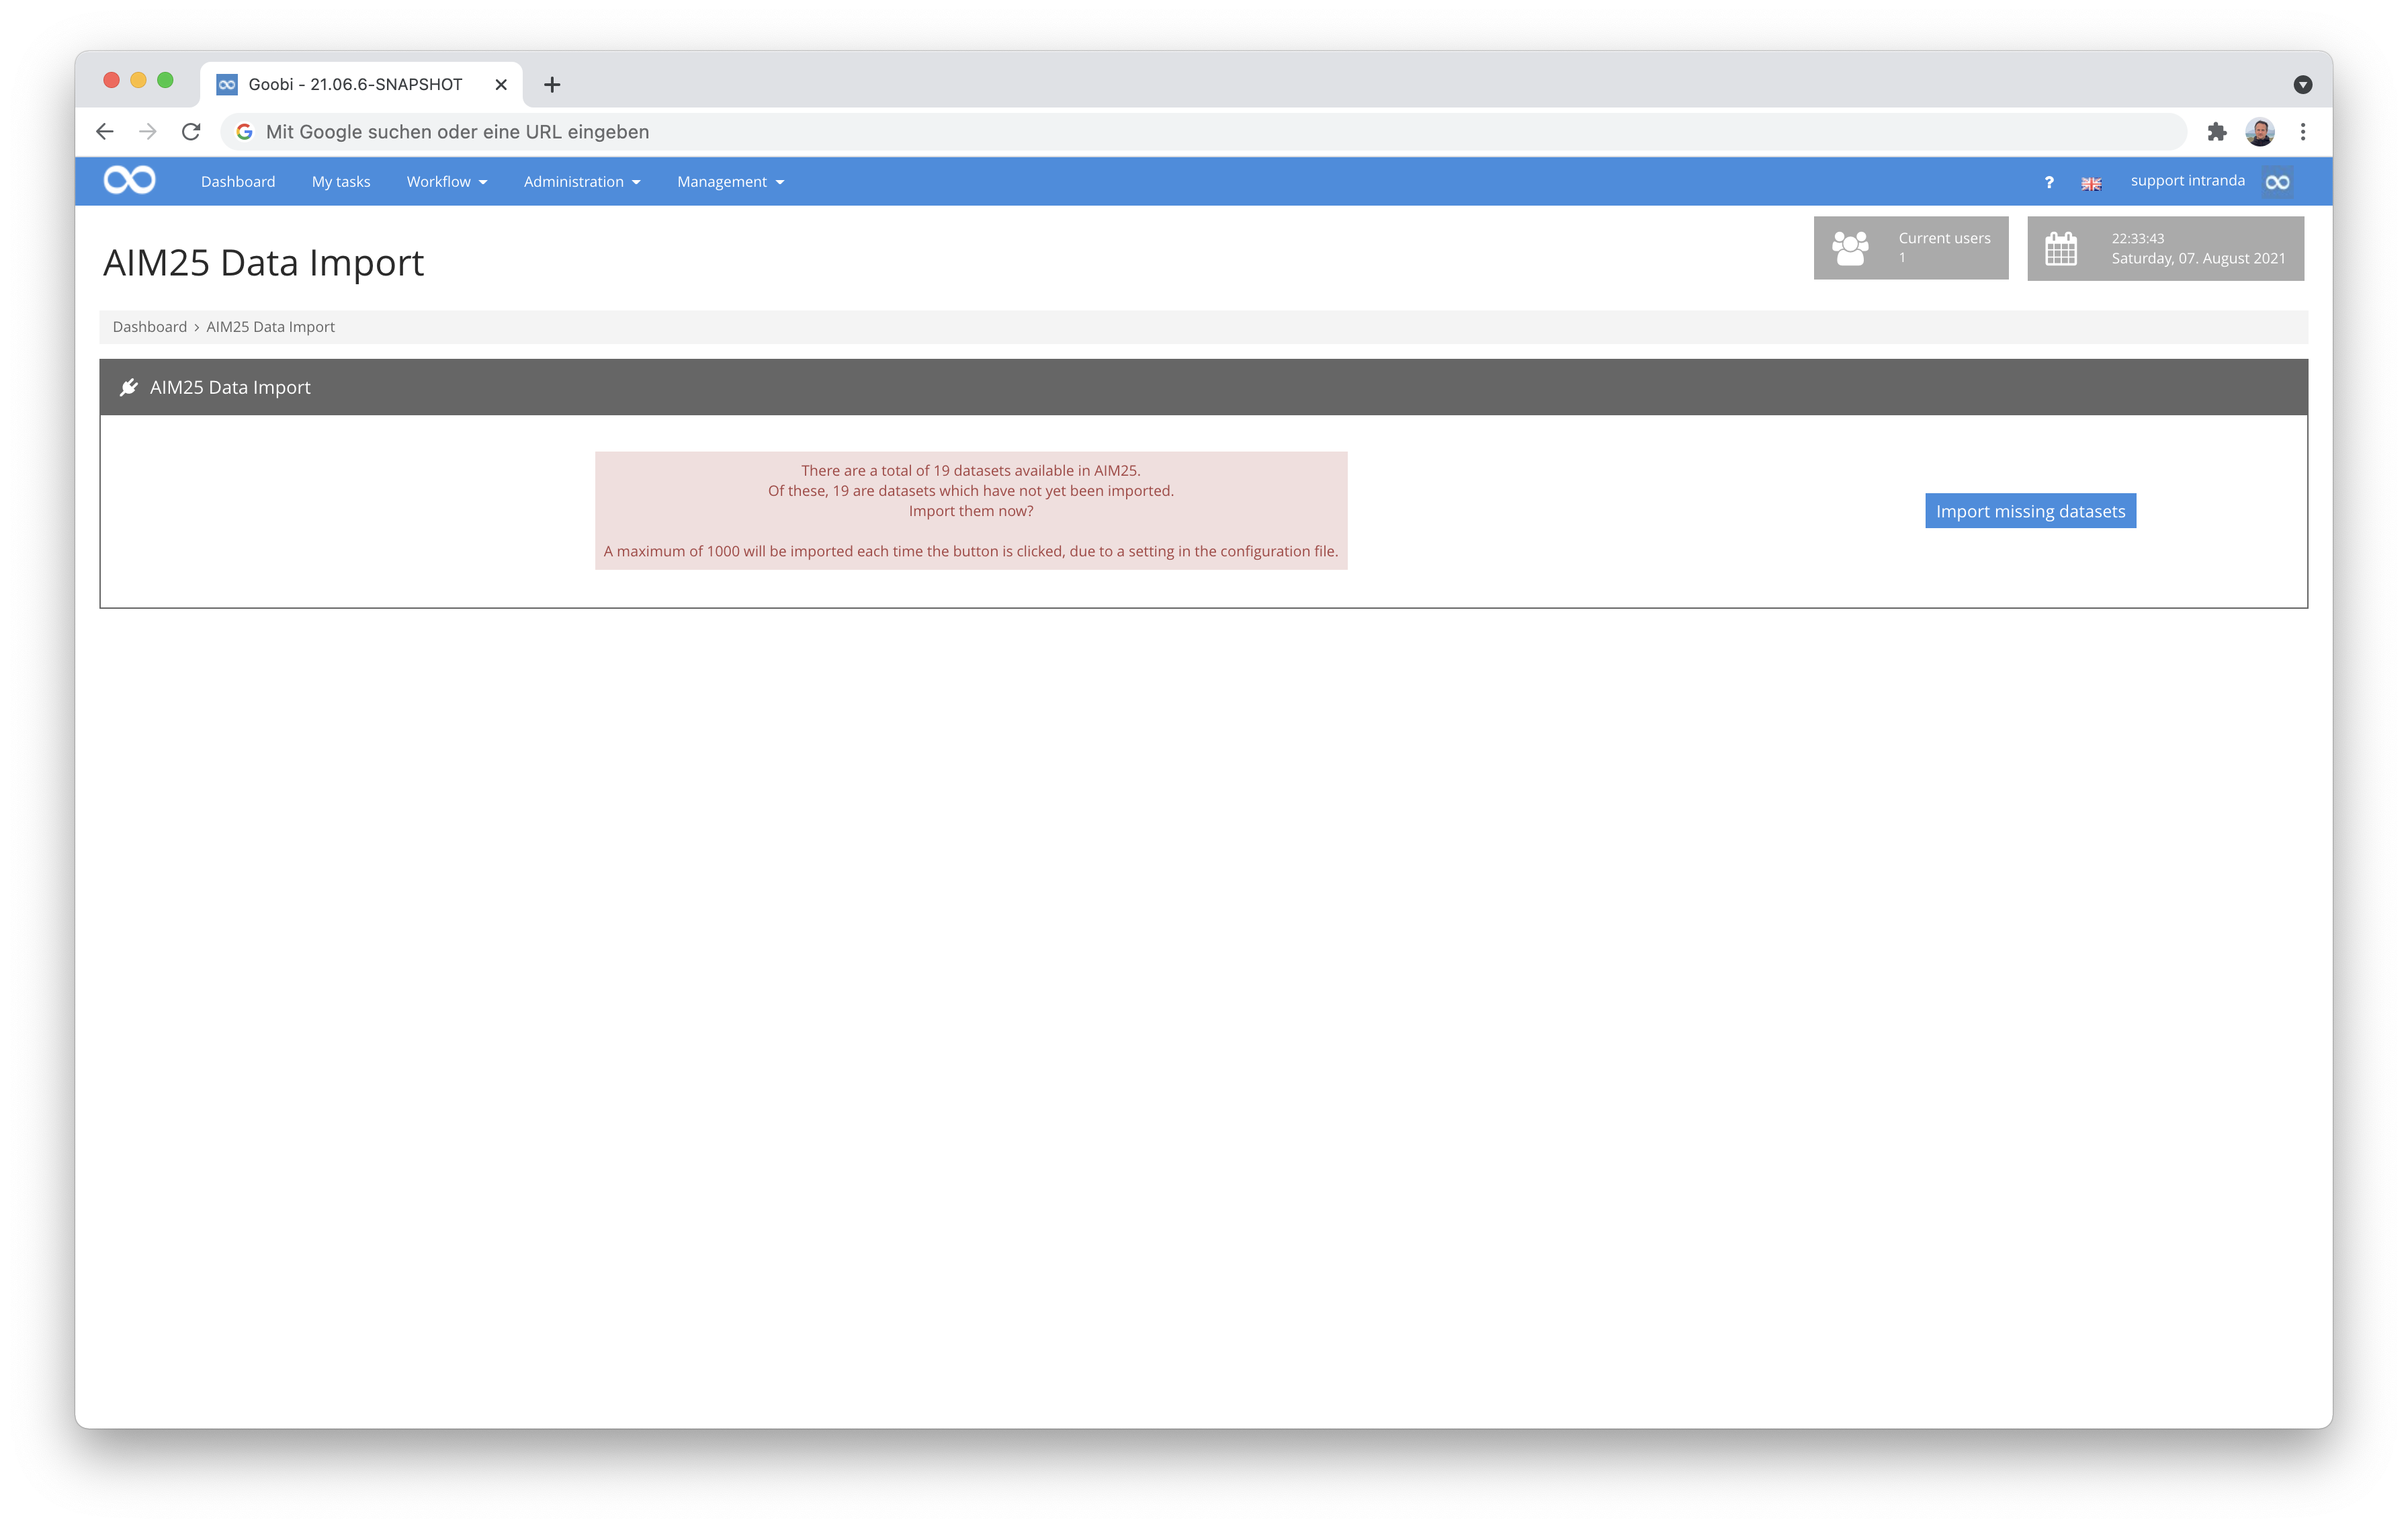 Goobi - 21.06.6-SNAPSHOT
Mit Google suchen oder eine URL eingeben
Dashboard My tasks Workflow Administration Management ? support intranda
AIM25 Data Import
Current users
1
22:33:43
Saturday, 07. August 2021
Dashboard › AIM25 Data Import
AIM25 Data Import
There are a total of 19 datasets available in AIM25.
Of these, 19 are datasets which have not yet been imported.
Import them now?
A maximum of 1000 will be imported each time the button is clicked, due to a setting in the configuration file.
Import missing datasets